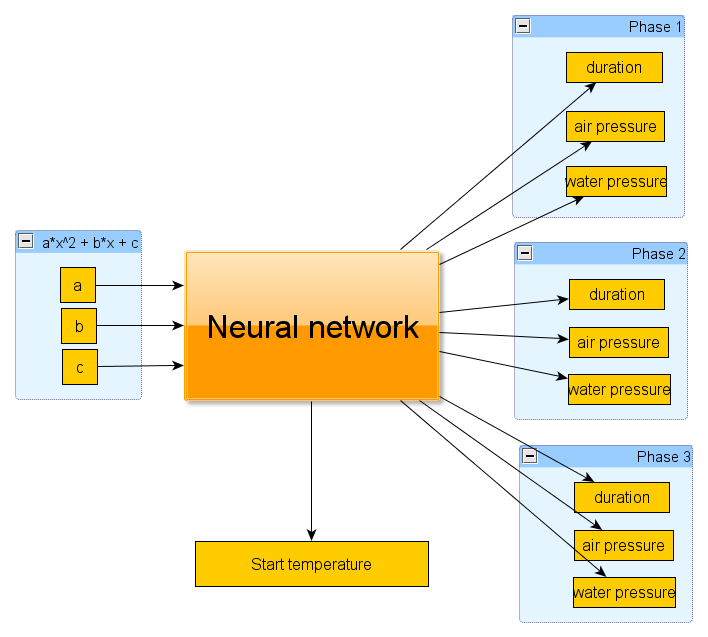 Phase 1
duration
air pressure
water pressure
a*x^2 + b*x + c
a
b
c
Neural network
Phase 2
duration
air pressure
water pressure
Phase 3
duration
air pressure
water pressure
Start temperature